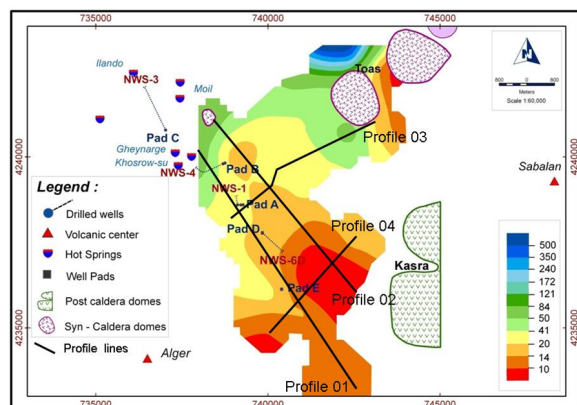 735000
740000
745000
Ilando
NWS-3
Moil
Toas
N
800
0
800
Meters
Scale 1:60,000
Pad C
Profile 03
4240000
4240000
Gheynarge
Khosrow-su
NWS-4
Pad B
Sabalan
NWS-1
Pad A
Legend :
Drilled wells
Volcanic center
Hot Springs
Well Pads
Post caldera domes
Syn - Caldera domes
Profile lines
Pad D
Profile 04
NWS-6D
Kasra
Pad E
Profile 02
500
350
240
172
121
84
50
41
20
14
10
4235000
4235000
Alger
Profile 01
735000
740000
745000